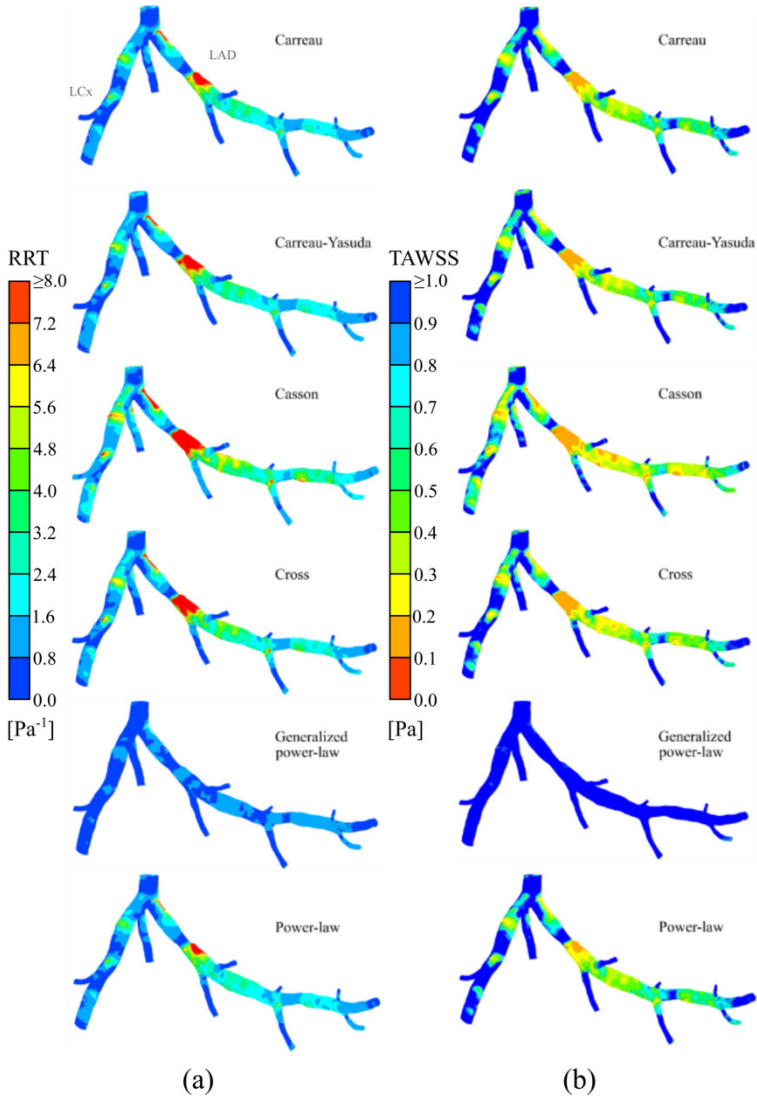 Carreau
LAD
LCx
Carreau
Carreau-Yasuda
Carreau-Yasuda
RRT
≥8.0
7.2
6.4
5.6
4.8
4.0
3.2
2.4
1.6
0.8
0.0
[Pa⁻¹]
TAWSS
≥1.0
0.9
0.8
0.7
0.6
0.5
0.4
0.3
0.2
0.1
0.0
[Pa]
Casson
Casson
Cross
Cross
Generalized
power-law
Generalized
power-law
Power-law
Power-law
(a)
(b)